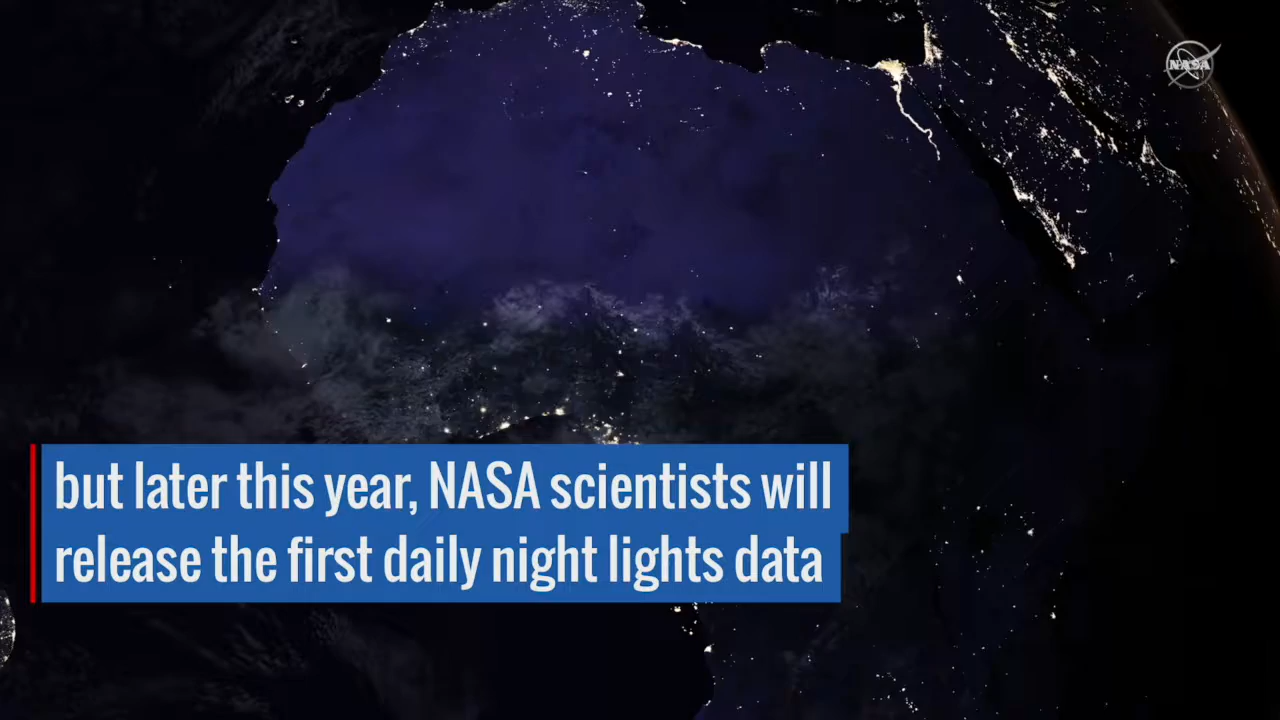 NASA
but later this year, NASA scientists will
release the first daily night lights data